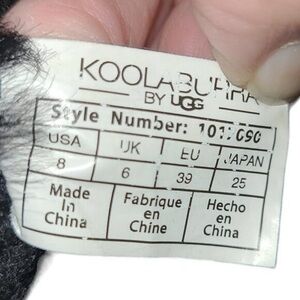 KOOLABURRA
BY UGG
Style Number:
USA UK EU JAPAN
8 6 39 25
Made Fabrique Hecho
In en en
China Chine China